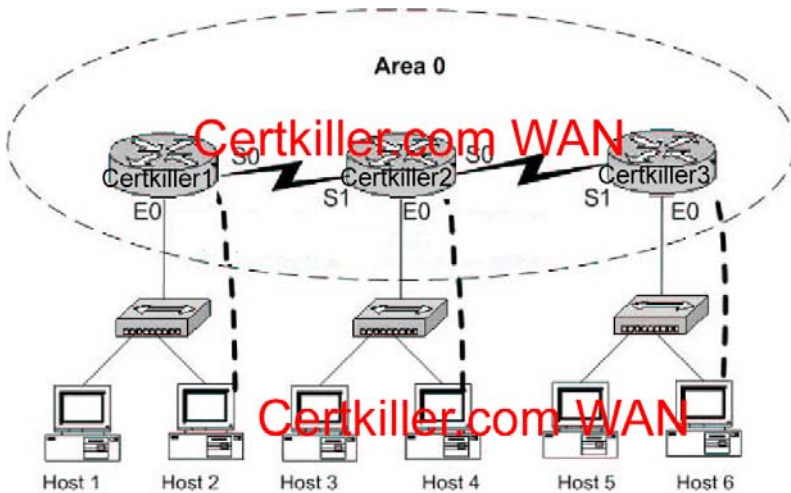 Area 0
Certkiller.com WAN
Certkiller1
S0
S1
Certkiller2
S0
S1
Certkiller3
E0
E0
E0
Certkiller.com WAN
Host 1
Host 2
Host 3
Host 4
Host 5
Host 6